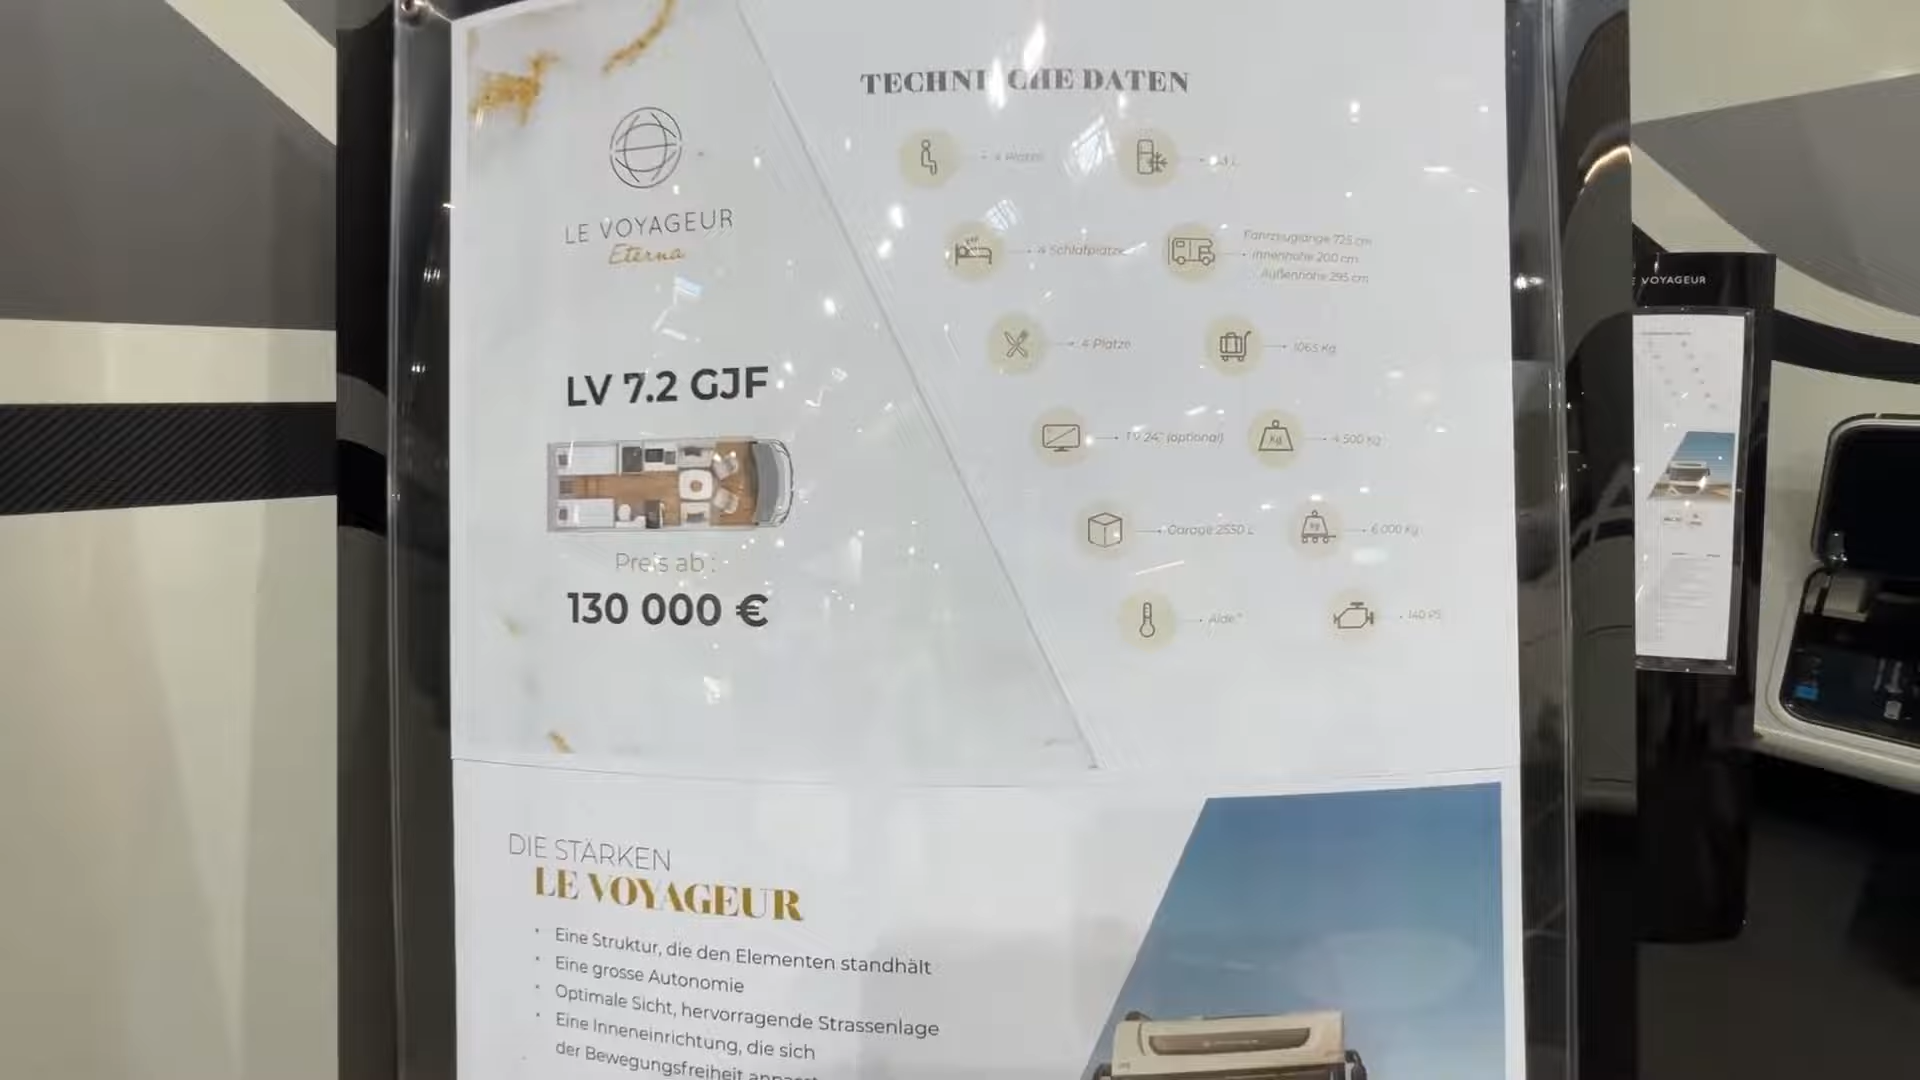 TECHNISCHE DATEN
LE VOYAGEUR
Eterna
4 Plätze
4 Schlafplätze
Fahrzeuglänge 725 cm
Innenhöhe 200 cm
Außenhöhe 295 cm
4 Plätze
1065 Kg
LV 7.2 GJF
TV 24" (optional)
Kg
4 500 Kg
Garage 2550 L
kg
6 000 Kg
Preis ab :
130 000 €
Alde®
140 PS
DIE STÄRKEN
LE VOYAGEUR
• Eine Struktur, die den Elementen standhält
• Eine grosse Autonomie
• Optimale Sicht, hervorragende Strassenlage
• Eine Inneneinrichtung, die sich
der Bewegungsfreiheit
VOYAGEUR